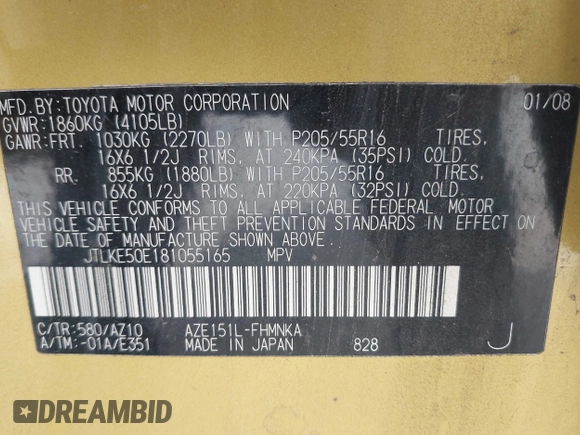 MFD.BY:TOYOTA MOTOR CORPORATION 01/08
GVWR:1860KG (4105LB)
GAWR:FRT. 1030KG (2270LB) WITH P205/55R16 TIRES,
16X6 1/2J RIMS, AT 240KPA (35PSI) COLD.
RR. 855KG (1880LB) WITH P205/55R16 TIRES,
16X6 1/2J RIMS, AT 220KPA (32PSI) COLD.
THIS VEHICLE CONFORMS TO ALL APPLICABLE FEDERAL MOTOR
VEHICLE SAFETY AND THEFT PREVENTION STANDARDS IN EFFECT ON
THE DATE OF MANUFACTURE SHOWN ABOVE.
JTLKE50E181055165 MPV
C/TR:580/AZ10 AZE151L-FHMNKA
A/TM:-01A/E351 MADE IN JAPAN 828 J
DREAMBID